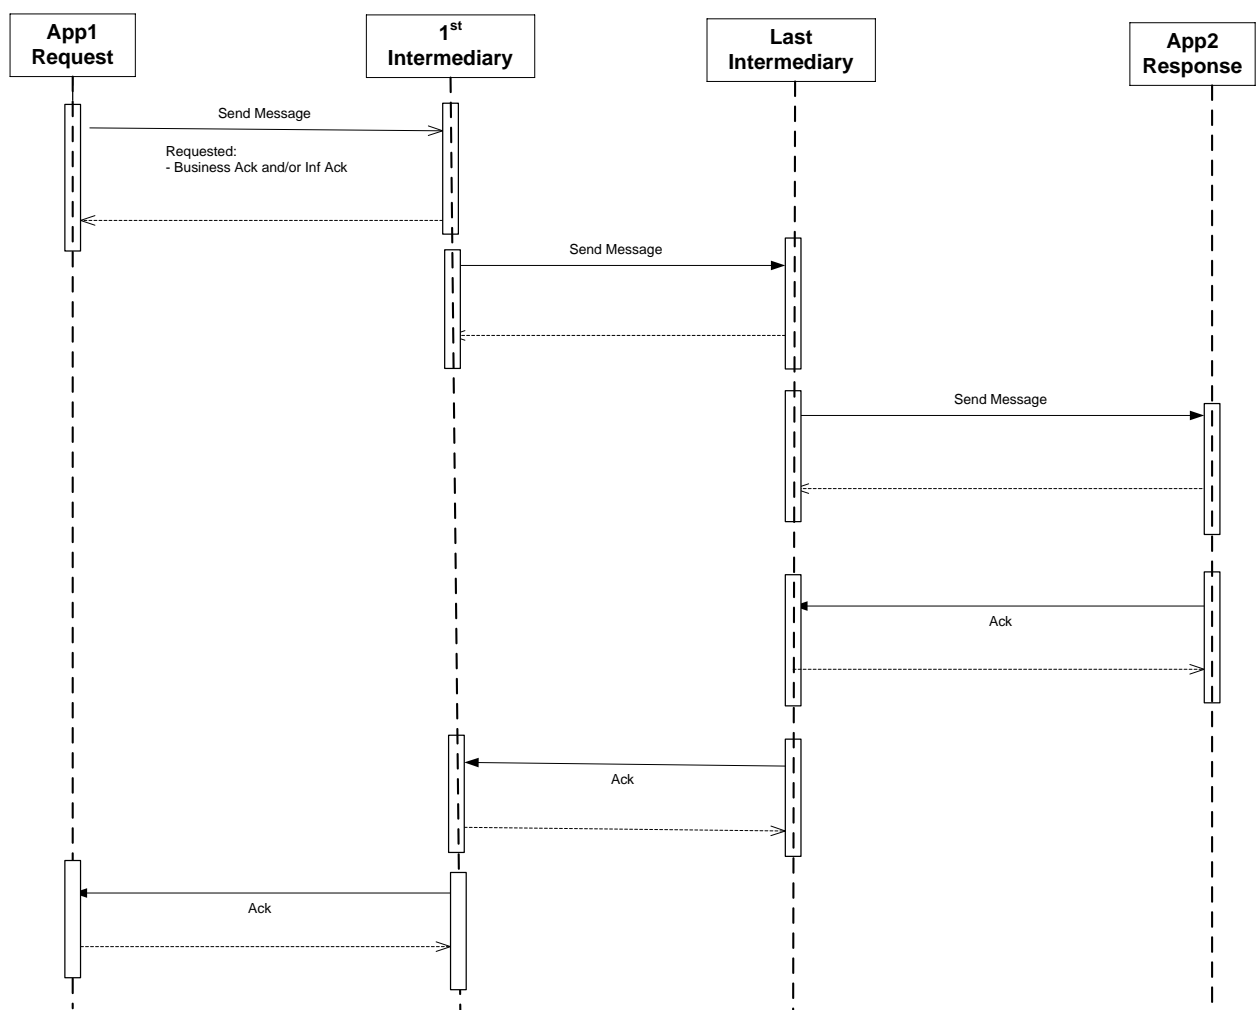 App1
Request
1st
Intermediary
Last
Intermediary
App2
Response
Send Message
Requested:
- Business Ack and/or Inf Ack
Send Message
Send Message
Ack
Ack
Ack